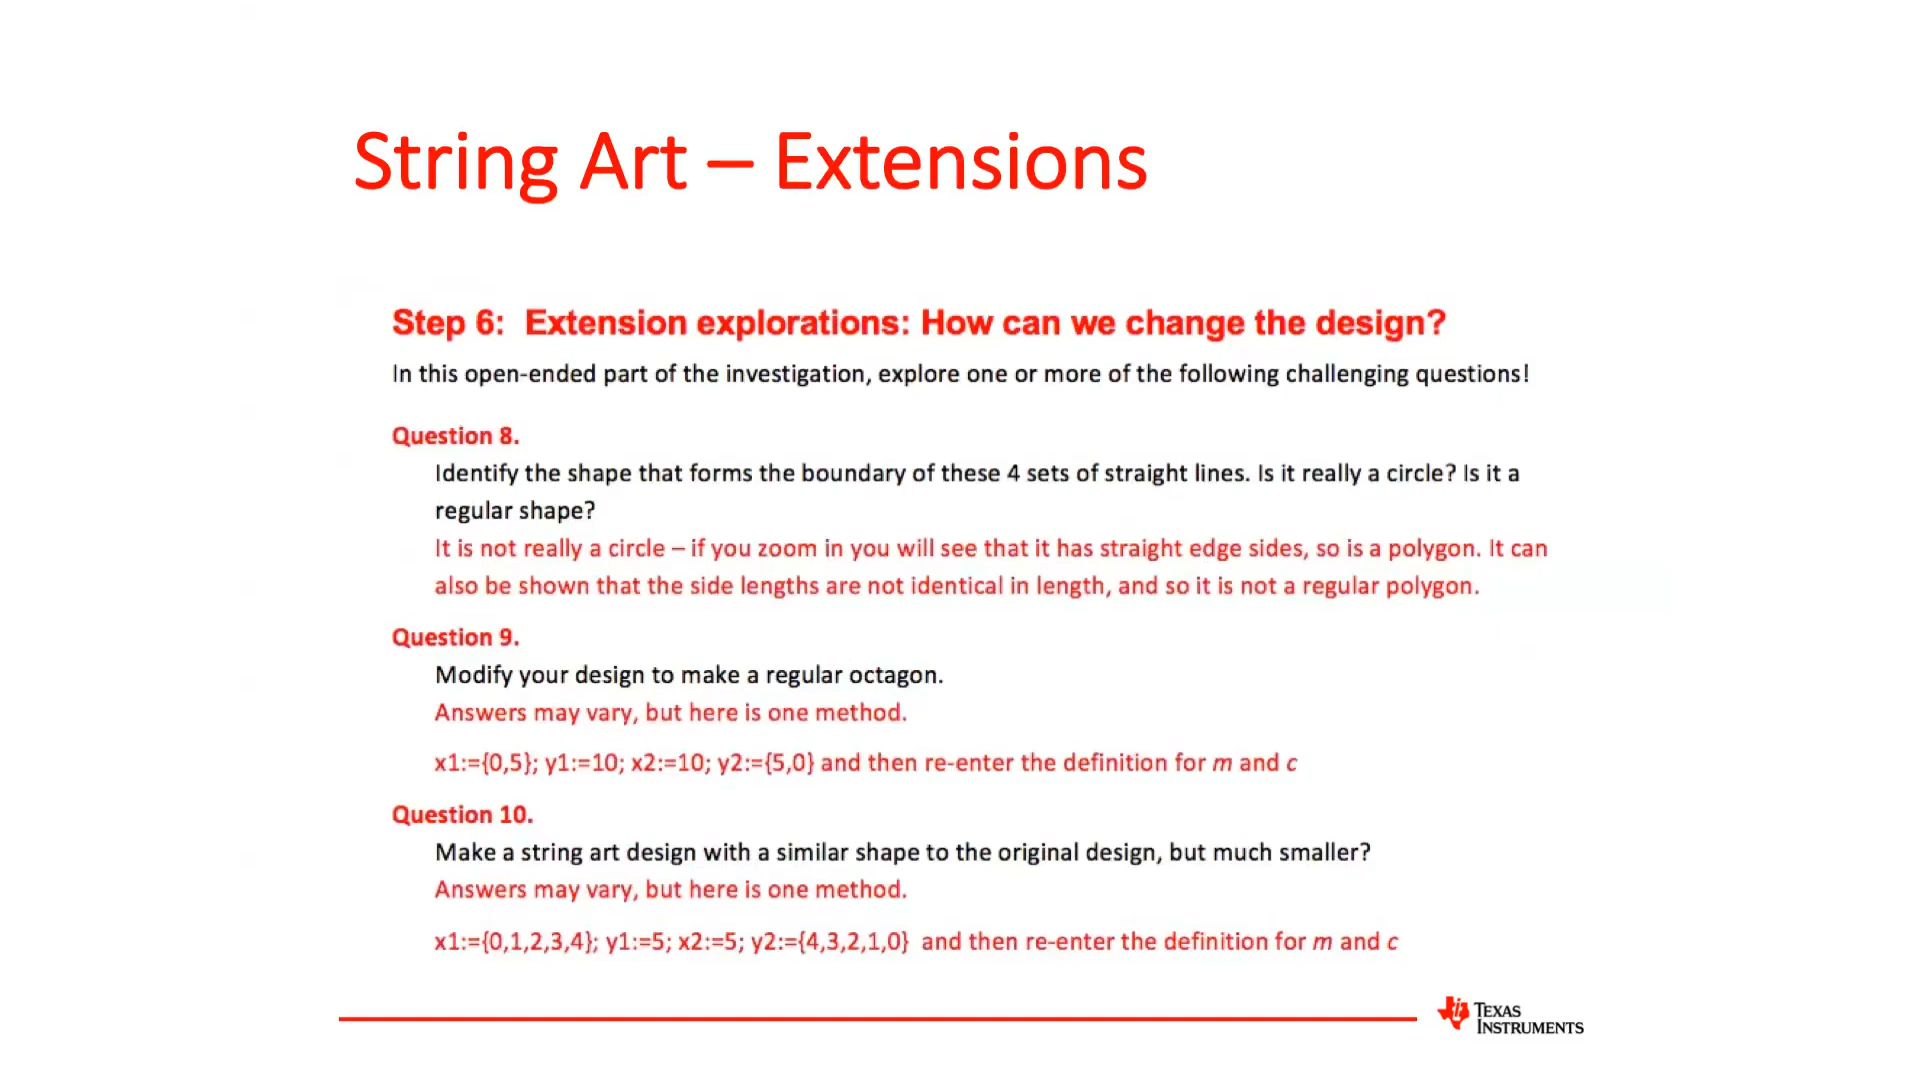 String Art – Extensions
Step 6: Extension explorations: How can we change the design?
In this open-ended part of the investigation, explore one or more of the following challenging questions!
Question 8.
Identify the shape that forms the boundary of these 4 sets of straight lines. Is it really a circle? Is it a
regular shape?
It is not really a circle – if you zoom in you will see that it has straight edge sides, so is a polygon. It can
also be shown that the side lengths are not identical in length, and so it is not a regular polygon.
Question 9.
Modify your design to make a regular octagon.
Answers may vary, but here is one method.
x1:={0,5}; y1:=10; x2:=10; y2:={5,0} and then re-enter the definition for m and c
Question 10.
Make a string art design with a similar shape to the original design, but much smaller?
Answers may vary, but here is one method.
x1:={0,1,2,3,4}; y1:=5; x2:=5; y2:={4,3,2,1,0} and then re-enter the definition for m and c
TEXAS
INSTRUMENTS